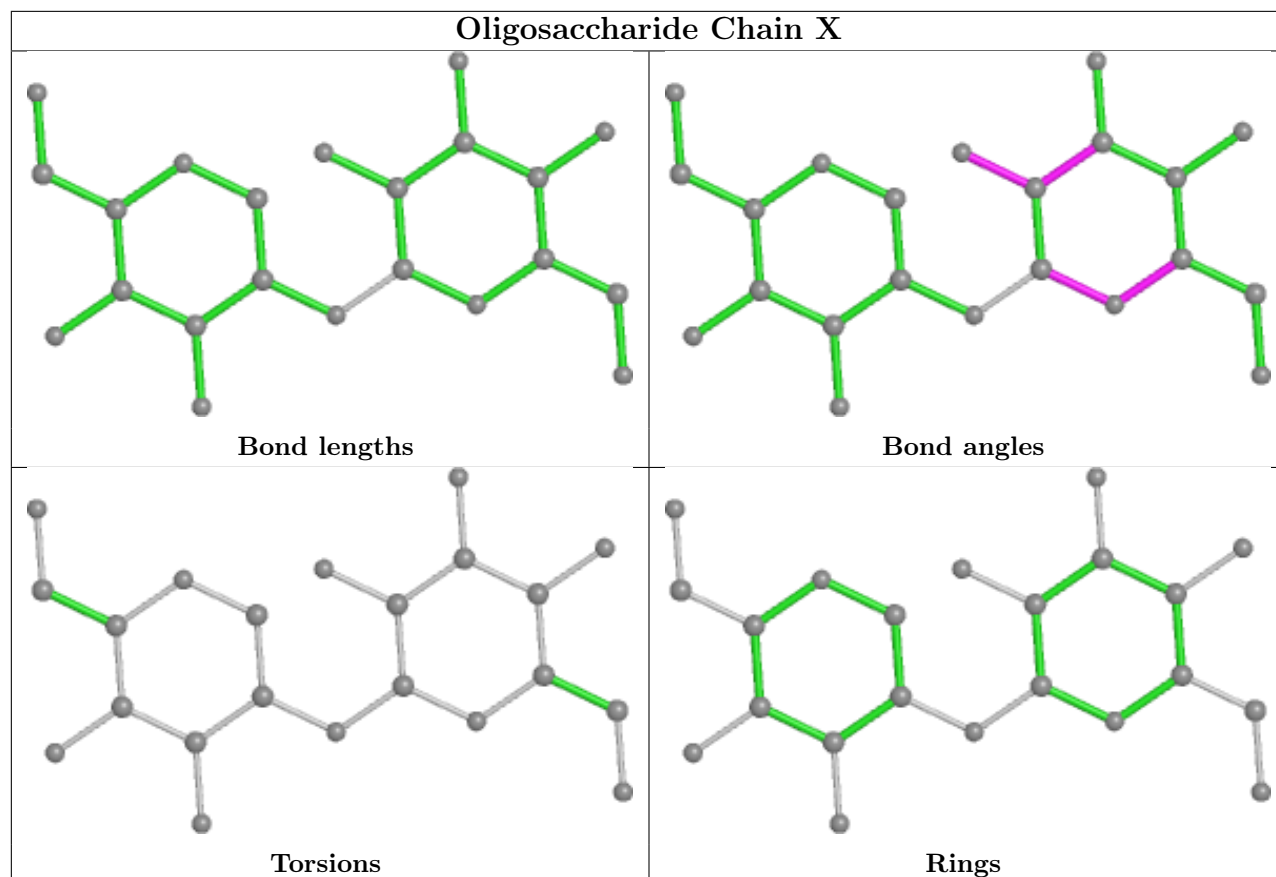 Oligosaccharide Chain X
Bond lengths
Bond angles
Torsions
Rings